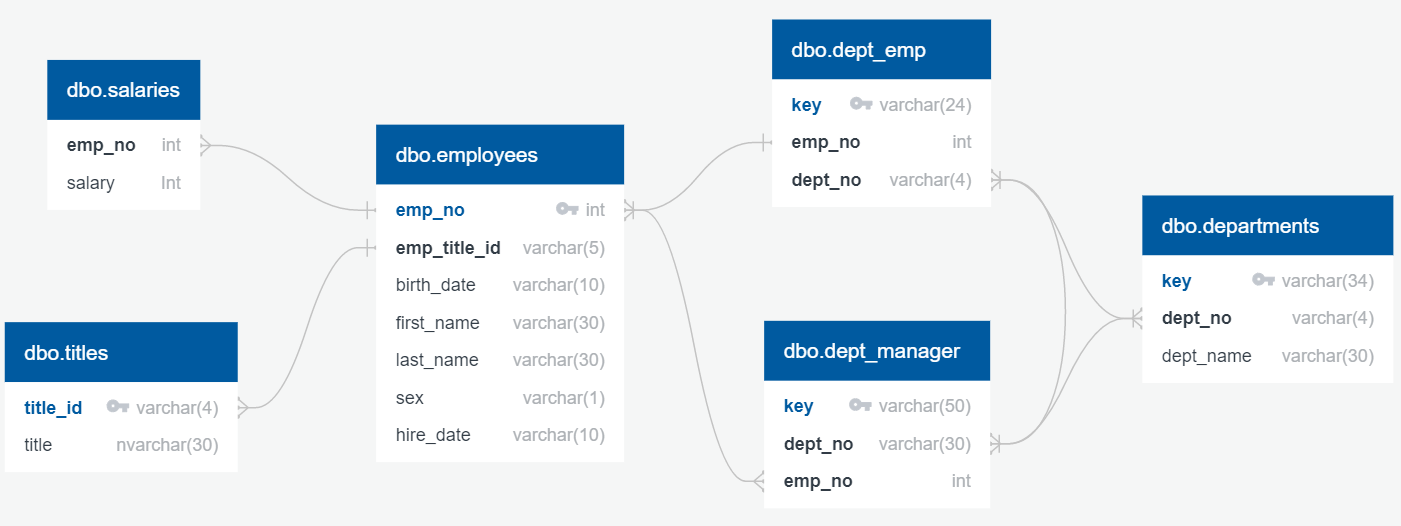 dbo.salaries
emp_no int
salary Int
dbo.titles
title_id varchar(4)
title nvarchar(30)
dbo.employees
emp_no int
emp_title_id varchar(5)
birth_date varchar(10)
first_name varchar(30)
last_name varchar(30)
sex varchar(1)
hire_date varchar(10)
dbo.dept_emp
key varchar(24)
emp_no int
dept_no varchar(4)
dbo.dept_manager
key varchar(50)
dept_no varchar(30)
emp_no int
dbo.departments
key varchar(34)
dept_no varchar(4)
dept_name varchar(30)